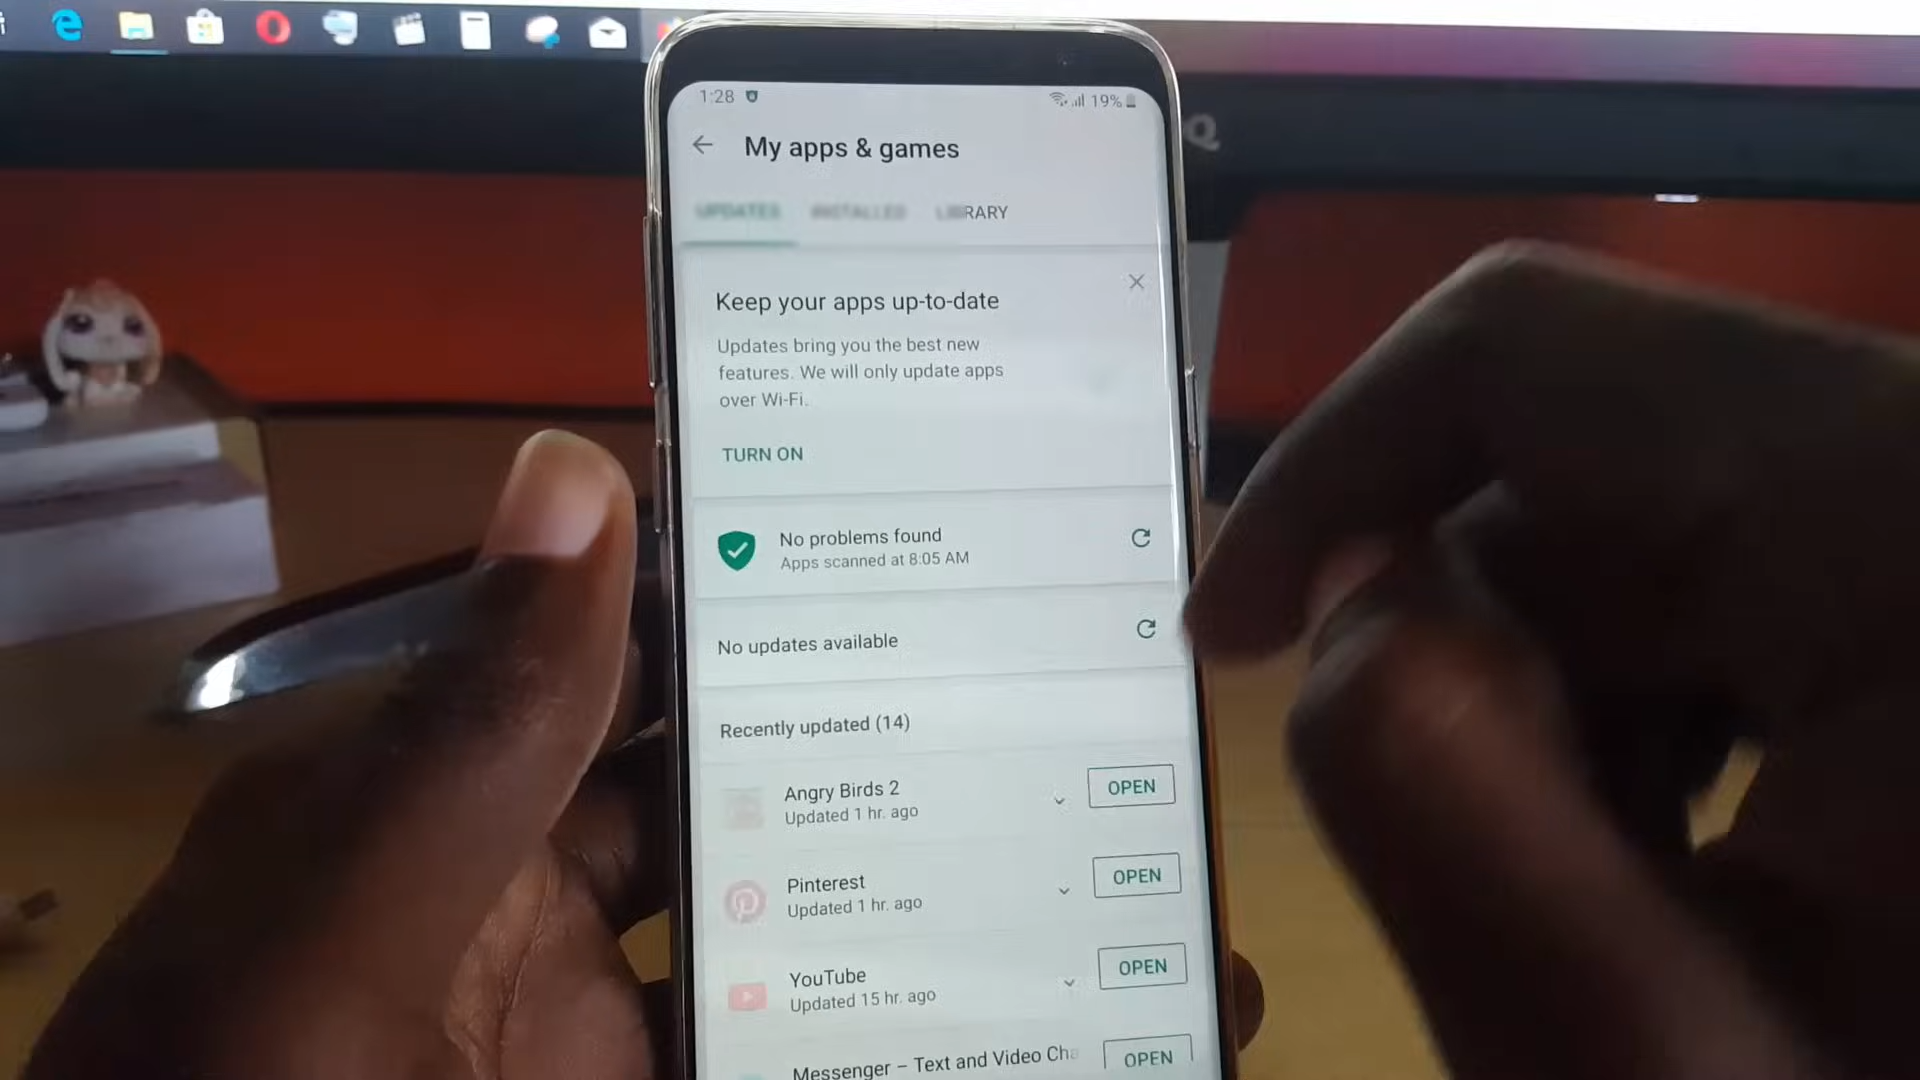 1:28
19%
My apps & games
UPDATES INSTALLED LIBRARY
Keep your apps up-to-date
Updates bring you the best new
features. We will only update apps
over Wi-Fi.
TURN ON
No problems found
Apps scanned at 8:05 AM
No updates available
Recently updated (14)
Angry Birds 2
Updated 1 hr. ago
OPEN
Pinterest
Updated 1 hr. ago
OPEN
YouTube
Updated 15 hr. ago
OPEN
Messenger – Text and Video Cha
OPEN